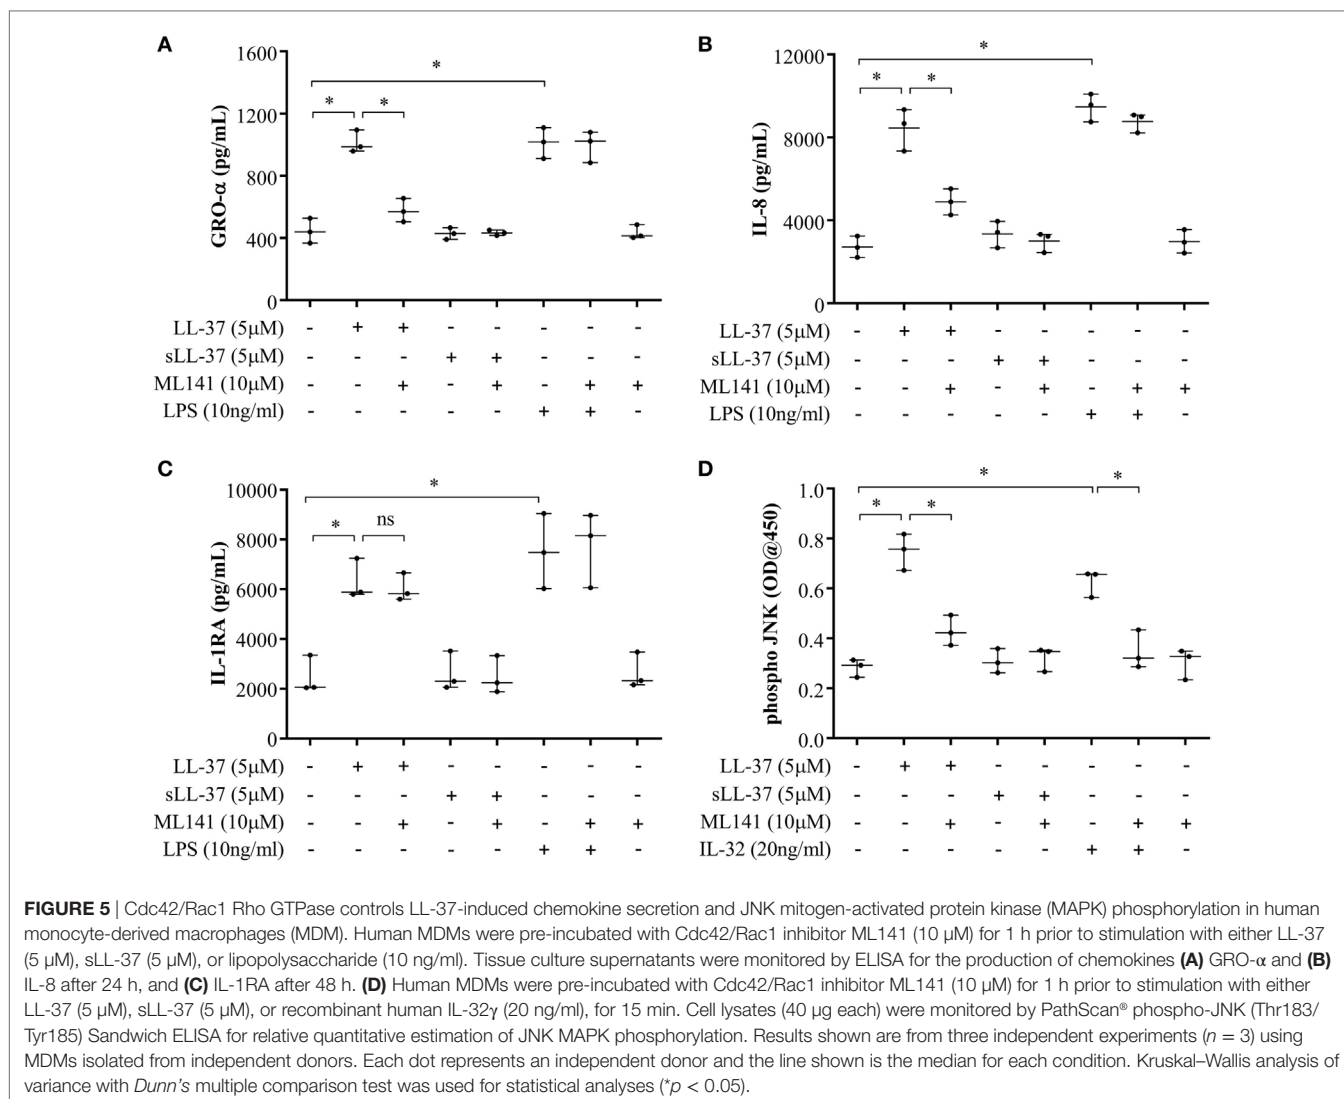 A
1600
1200
800
400
0
GRO-α (pg/mL)
* * *
LL-37 (5μM) - + + - - - - -
sLL-37 (5μM) - - - + + - - -
ML141 (10μM) - - + - + - + +
LPS (10ng/ml) - - - - - + + -
B
12000
8000
4000
0
IL-8 (pg/mL)
* * *
LL-37 (5μM) - + + - - - - -
sLL-37 (5μM) - - - + + - - -
ML141 (10μM) - - + - + - + +
LPS (10ng/ml) - - - - - + + -
C
10000
8000
6000
4000
2000
0
IL-1RA (pg/mL)
* ns *
LL-37 (5μM) - + + - - - - -
sLL-37 (5μM) - - - + + - - -
ML141 (10μM) - - + - + - + +
LPS (10ng/ml) - - - - - + + -
D
1.0
0.8
0.6
0.4
0.2
0.0
phospho JNK (OD@450)
* * * *
LL-37 (5μM) - + + - - - - -
sLL-37 (5μM) - - - + + - - -
ML141 (10μM) - - + - + - + +
IL-32 (20ng/ml) - - - - - + + -
FIGURE 5 | Cdc42/Rac1 Rho GTPase controls LL-37-induced chemokine secretion and JNK mitogen-activated protein kinase (MAPK) phosphorylation in human
monocyte-derived macrophages (MDM). Human MDMs were pre-incubated with Cdc42/Rac1 inhibitor ML141 (10 μM) for 1 h prior to stimulation with either LL-37
(5 μM), sLL-37 (5 μM), or lipopolysaccharide (10 ng/ml). Tissue culture supernatants were monitored by ELISA for the production of chemokines (A) GRO-α and (B)
IL-8 after 24 h, and (C) IL-1RA after 48 h. (D) Human MDMs were pre-incubated with Cdc42/Rac1 inhibitor ML141 (10 μM) for 1 h prior to stimulation with either
LL-37 (5 μM), sLL-37 (5 μM), or recombinant human IL-32γ (20 ng/ml), for 15 min. Cell lysates (40 μg each) were monitored by PathScan® phospho-JNK (Thr183/
Tyr185) Sandwich ELISA for relative quantitative estimation of JNK MAPK phosphorylation. Results shown are from three independent experiments (n = 3) using
MDMs isolated from independent donors. Each dot represents an independent donor and the line shown is the median for each condition. Kruskal–Wallis analysis of
variance with Dunn's multiple comparison test was used for statistical analyses (*p < 0.05).